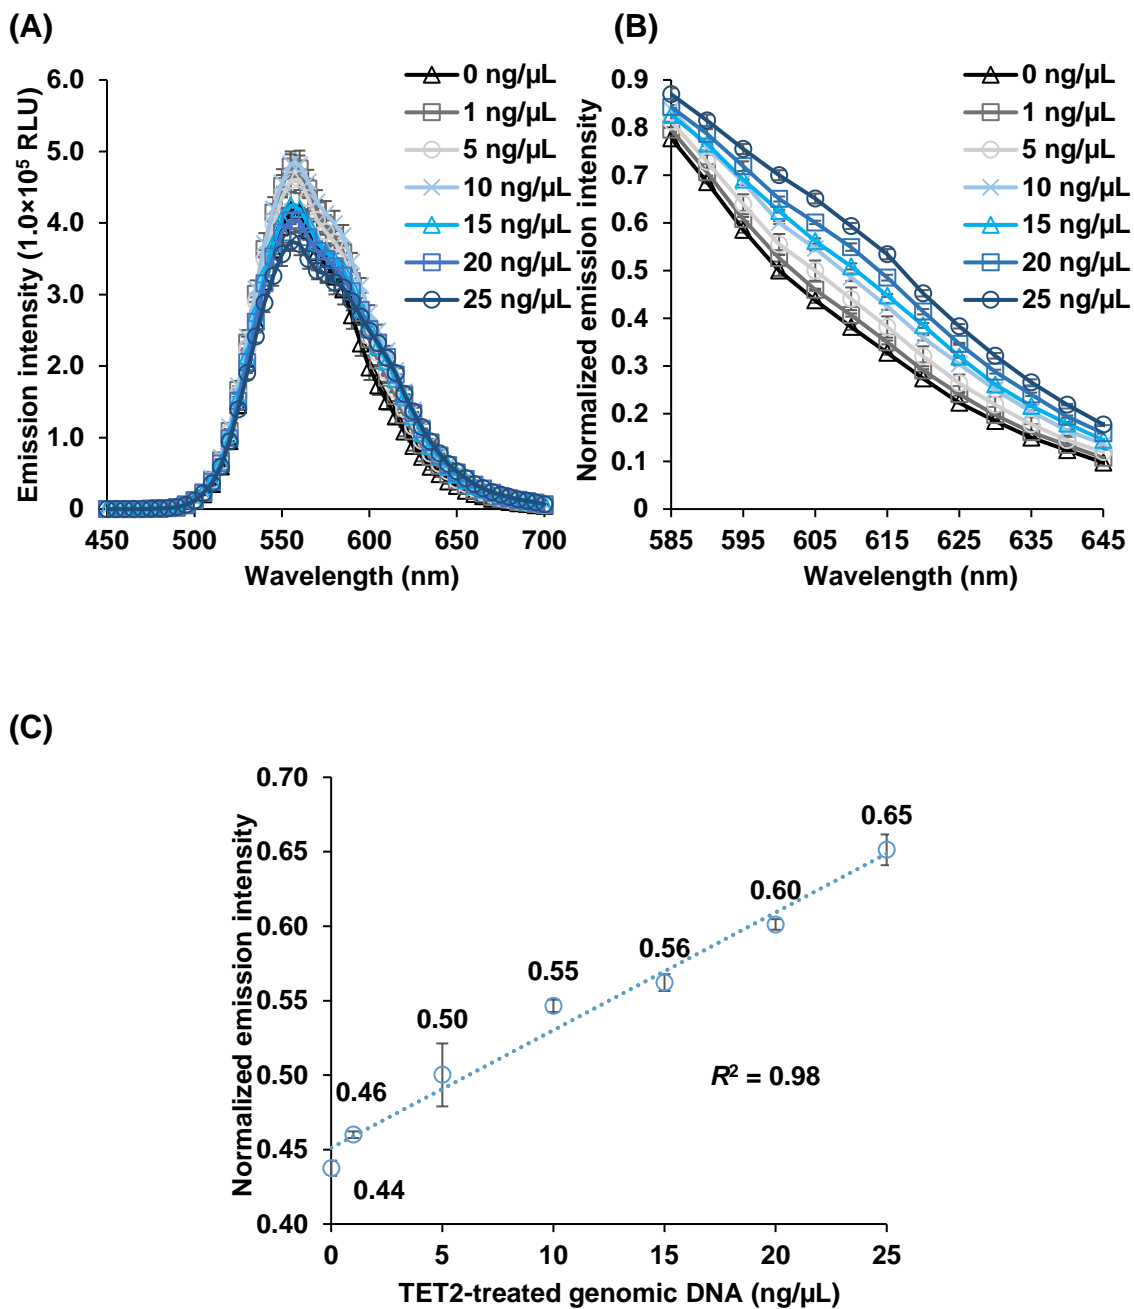 (A)
Emission intensity (1.0×10⁵ RLU)
6.0
5.0
4.0
3.0
2.0
1.0
0
450 500 550 600 650 700
Wavelength (nm)
0 ng/µL
1 ng/µL
5 ng/µL
10 ng/µL
15 ng/µL
20 ng/µL
25 ng/µL
(B)
Normalized emission intensity
0.9
0.8
0.7
0.6
0.5
0.4
0.3
0.2
0.1
0
585 595 605 615 625 635 645
Wavelength (nm)
0 ng/µL
1 ng/µL
5 ng/µL
10 ng/µL
15 ng/µL
20 ng/µL
25 ng/µL
(C)
Normalized emission intensity
0.70
0.65
0.60
0.55
0.50
0.45
0.40
0.44
0.46
0.50
0.55
0.56
0.60
0.65
R² = 0.98
0 5 10 15 20 25
TET2-treated genomic DNA (ng/µL)